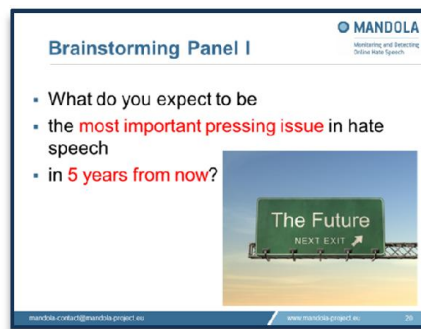 MANDOLA
Monitoring and Detecting
Online Hate Speech
Brainstorming Panel I
What do you expect to be
the most important pressing issue in hate
speech
in 5 years from now?
The Future
NEXT EXIT
mandola-contact@mandola-project.eu
www.mandola-project.eu